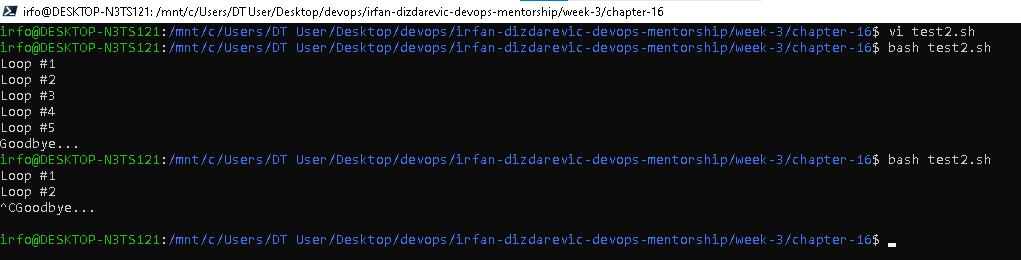 irfo@DESKTOP-N3TS121: /mnt/c/Users/DT User/Desktop/devops/irfan-dizdarevic-devops-mentorship/week-3/chapter-16
irfo@DESKTOP-N3TS121:/mnt/c/Users/DT User/Desktop/devops/irfan-dizdarevic-devops-mentorship/week-3/chapter-16$ vi test2.sh
irfo@DESKTOP-N3TS121:/mnt/c/Users/DT User/Desktop/devops/irfan-dizdarevic-devops-mentorship/week-3/chapter-16$ bash test2.sh
Loop #1
Loop #2
Loop #3
Loop #4
Loop #5
Goodbye...
irfo@DESKTOP-N3TS121:/mnt/c/Users/DT User/Desktop/devops/irfan-dizdarevic-devops-mentorship/week-3/chapter-16$ bash test2.sh
Loop #1
Loop #2
^CGoodbye...
irfo@DESKTOP-N3TS121:/mnt/c/Users/DT User/Desktop/devops/irfan-dizdarevic-devops-mentorship/week-3/chapter-16$